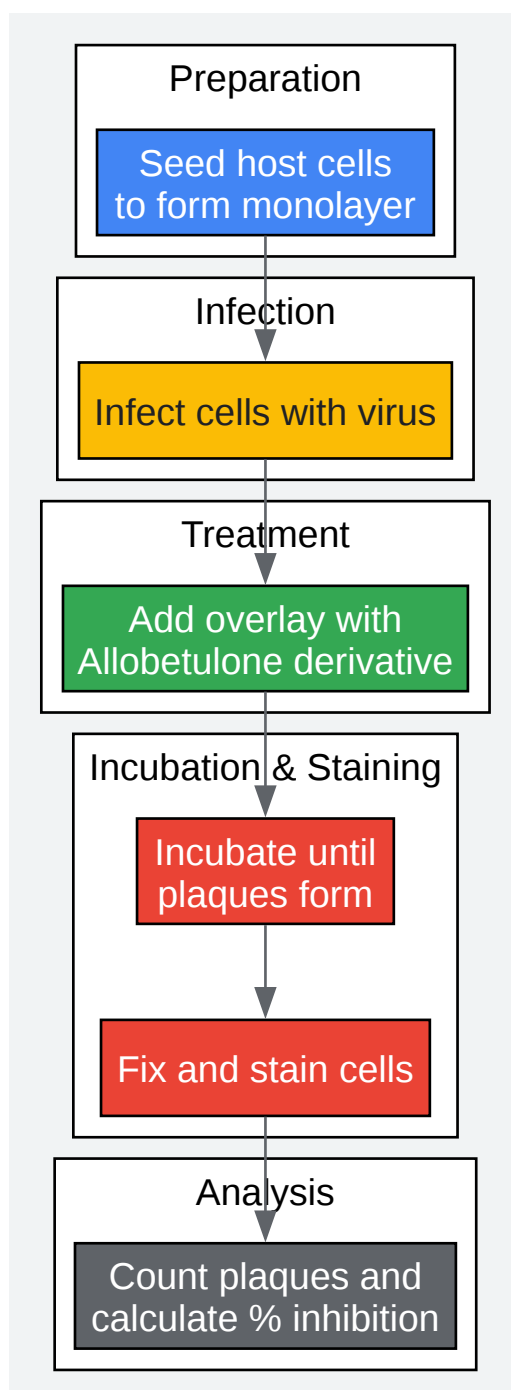 Preparation
Seed host cells
to form monolayer
Infection
Infect cells with virus
Treatment
Add overlay with
Allobetulone derivative
Incubation & Staining
Incubate until
plaques form
Fix and stain cells
Analysis
Count plaques and
calculate % inhibition